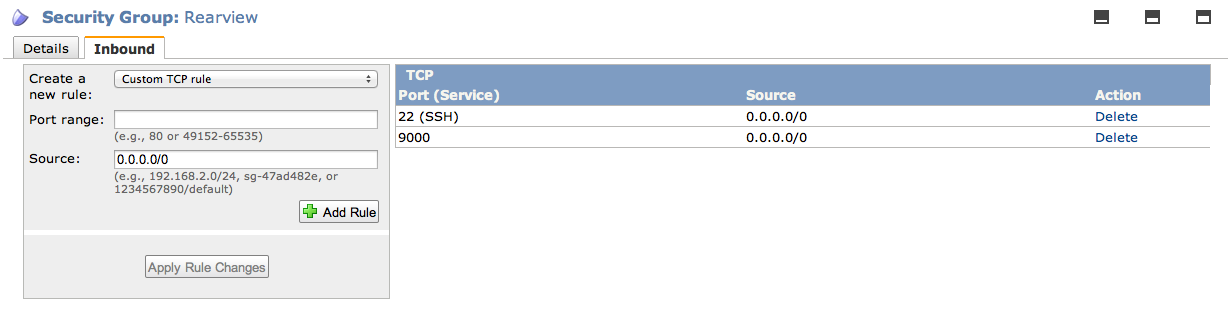 Security Group: Rearview
Details
Inbound
Create a new rule:
Custom TCP rule
Port range:
(e.g., 80 or 49152-65535)
Source:
0.0.0.0/0
(e.g., 192.168.2.0/24, sg-47ad482e, or
1234567890/default)
Add Rule
Apply Rule Changes
TCP
Port (Service) Source Action
22 (SSH) 0.0.0.0/0 Delete
9000 0.0.0.0/0 Delete